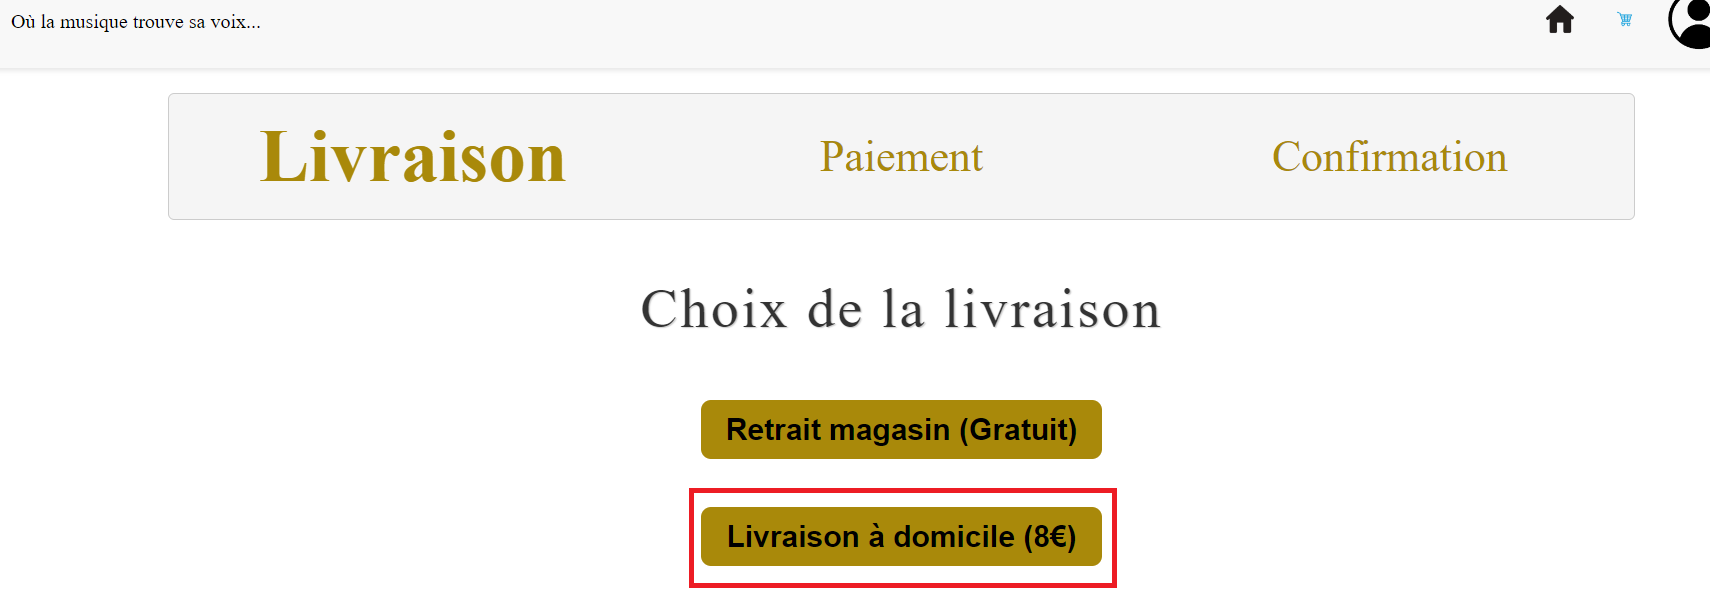 Où la musique trouve sa voix...
Livraison Paiement Confirmation
Choix de la livraison
Retrait magasin (Gratuit)
Livraison à domicile (8€)